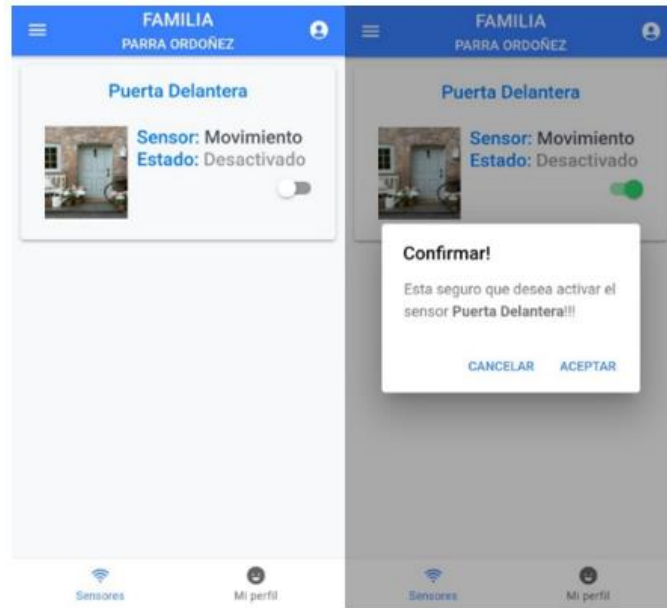 FAMILIA
PARRA ORDOÑEZ
Puerta Delantera
Sensor: Movimiento
Estado: Desactivado
Sensores
Mi perfil
FAMILIA
PARRA ORDOÑEZ
Puerta Delantera
Sensor: Movimiento
Estado: Desactivado
Confirmar!
Esta seguro que desea activar el
sensor Puerta Delantera!!!
CANCELAR ACEPTAR
Sensores
Mi perfil